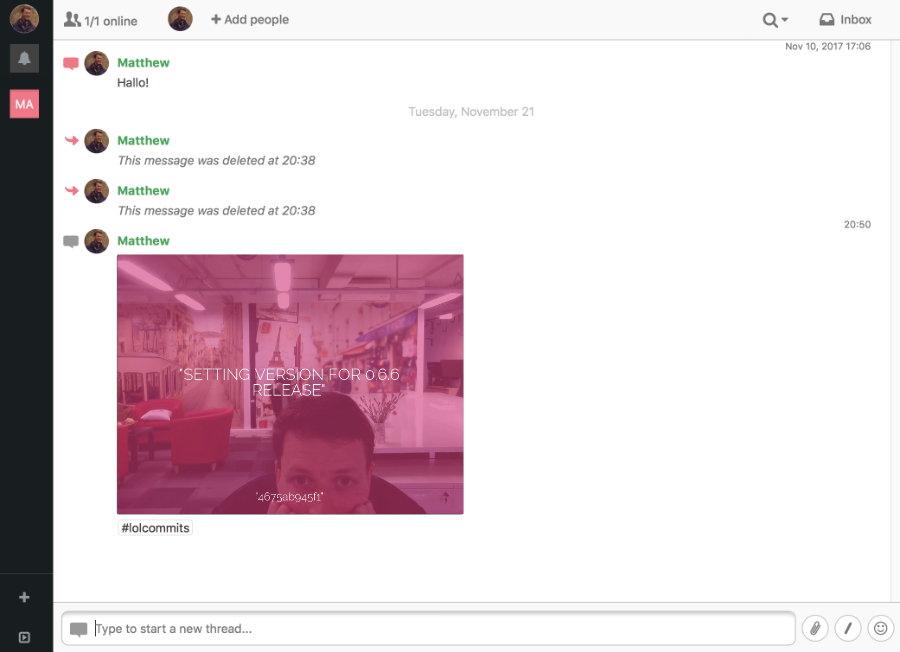 1/1 online
+ Add people
Inbox
Nov 10, 2017 17:06
MA
Matthew
Hallo!
Tuesday, November 21
Matthew
This message was deleted at 20:38
Matthew
This message was deleted at 20:38
20:50
Matthew
"SETTING VERSION FOR 0.6.6
RELEASE"
"4675ab945f1"
#lolcommits
Type to start a new thread...